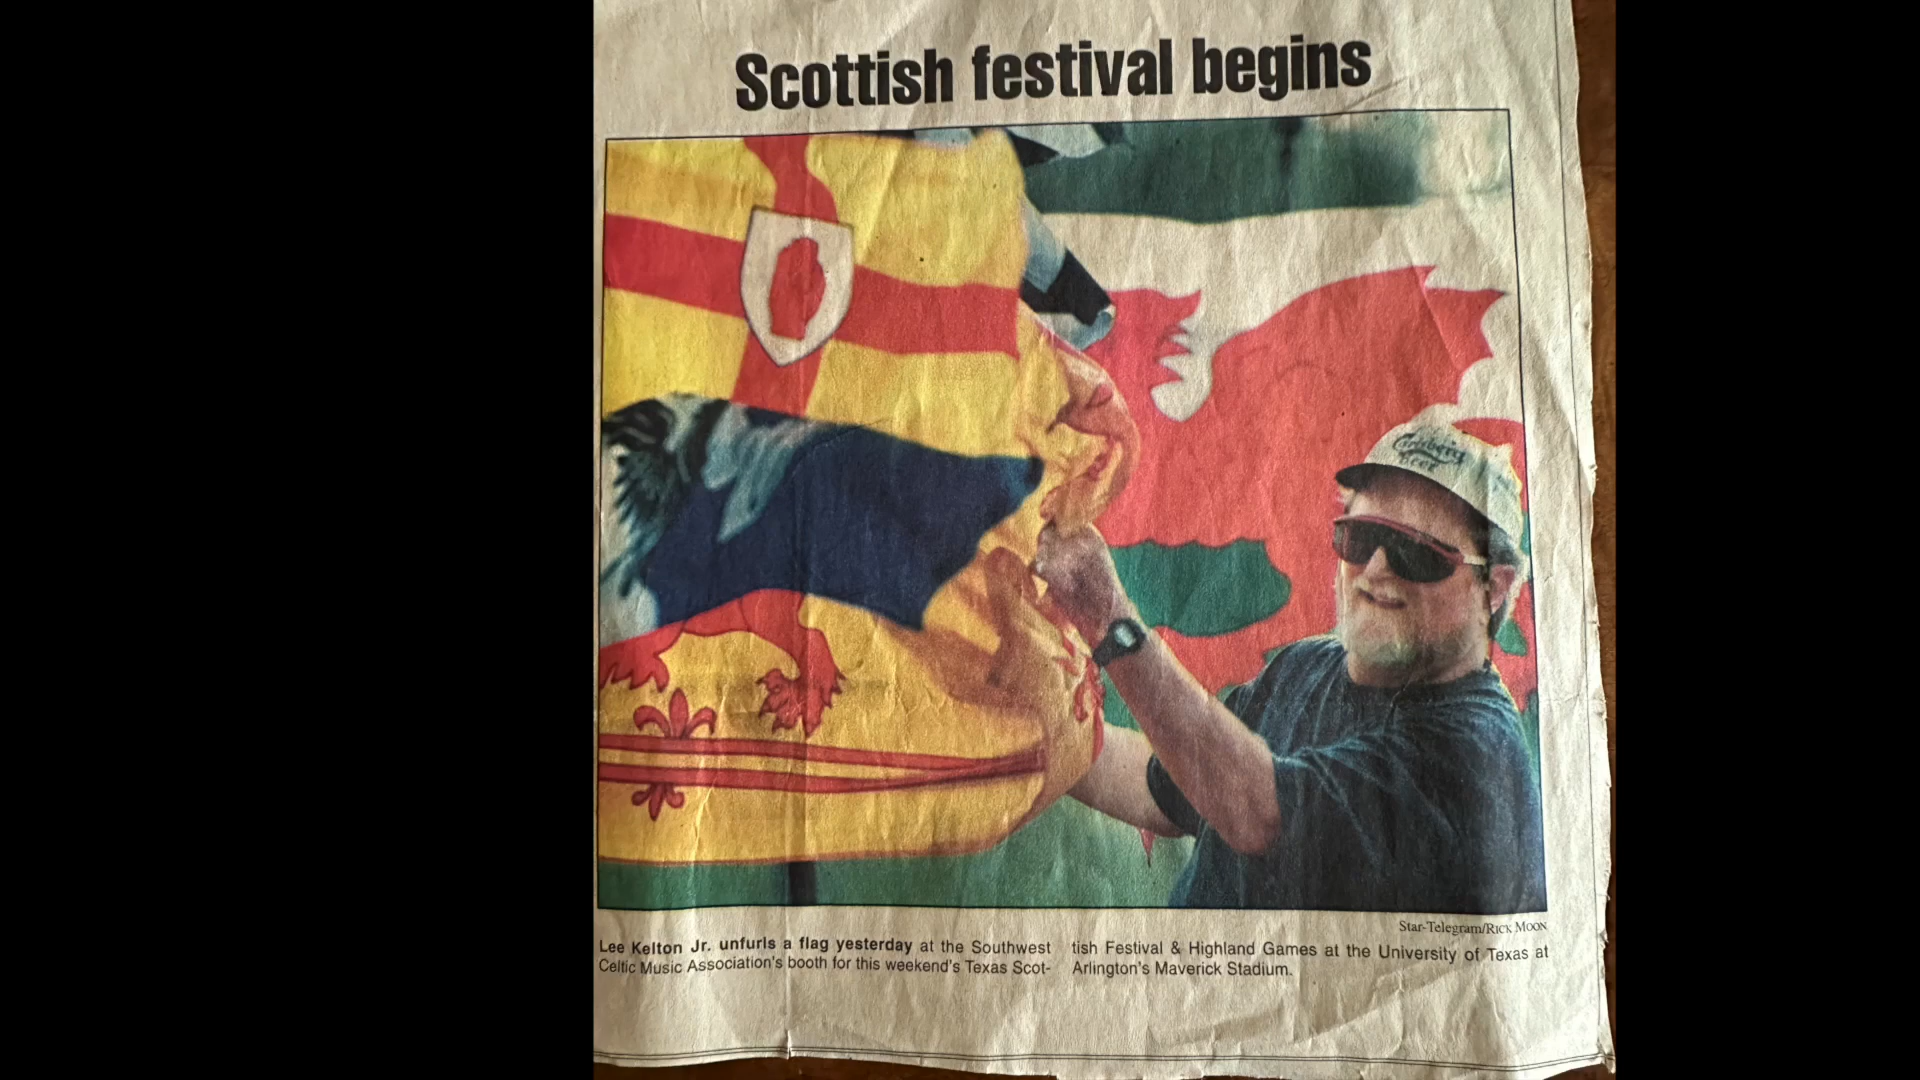 Scottish festival begins
Carlsberg
Beer
Star-Telegram/RICK MOON
Lee Kelton Jr. unfurls a flag yesterday at the Southwest
Celtic Music Association's booth for this weekend's Texas Scot-
tish Festival & Highland Games at the University of Texas at
Arlington's Maverick Stadium.